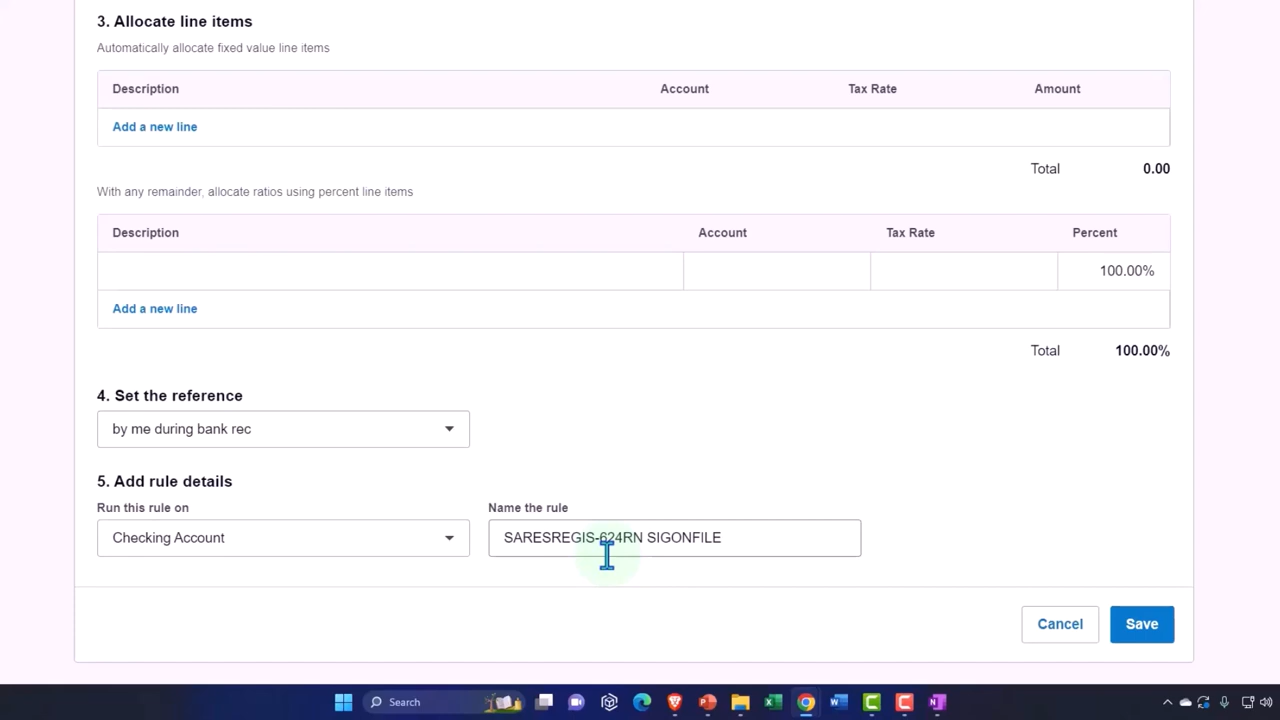 3. Allocate line items
Automatically allocate fixed value line items
Description Account Tax Rate Amount
Add a new line
Total 0.00
With any remainder, allocate ratios using percent line items
Description Account Tax Rate Percent
100.00%
Add a new line
Total 100.00%
4. Set the reference
by me during bank rec
5. Add rule details
Run this rule on Name the rule
Checking Account SARESREGIS-624RN SIGONFILE
Cancel Save
Search